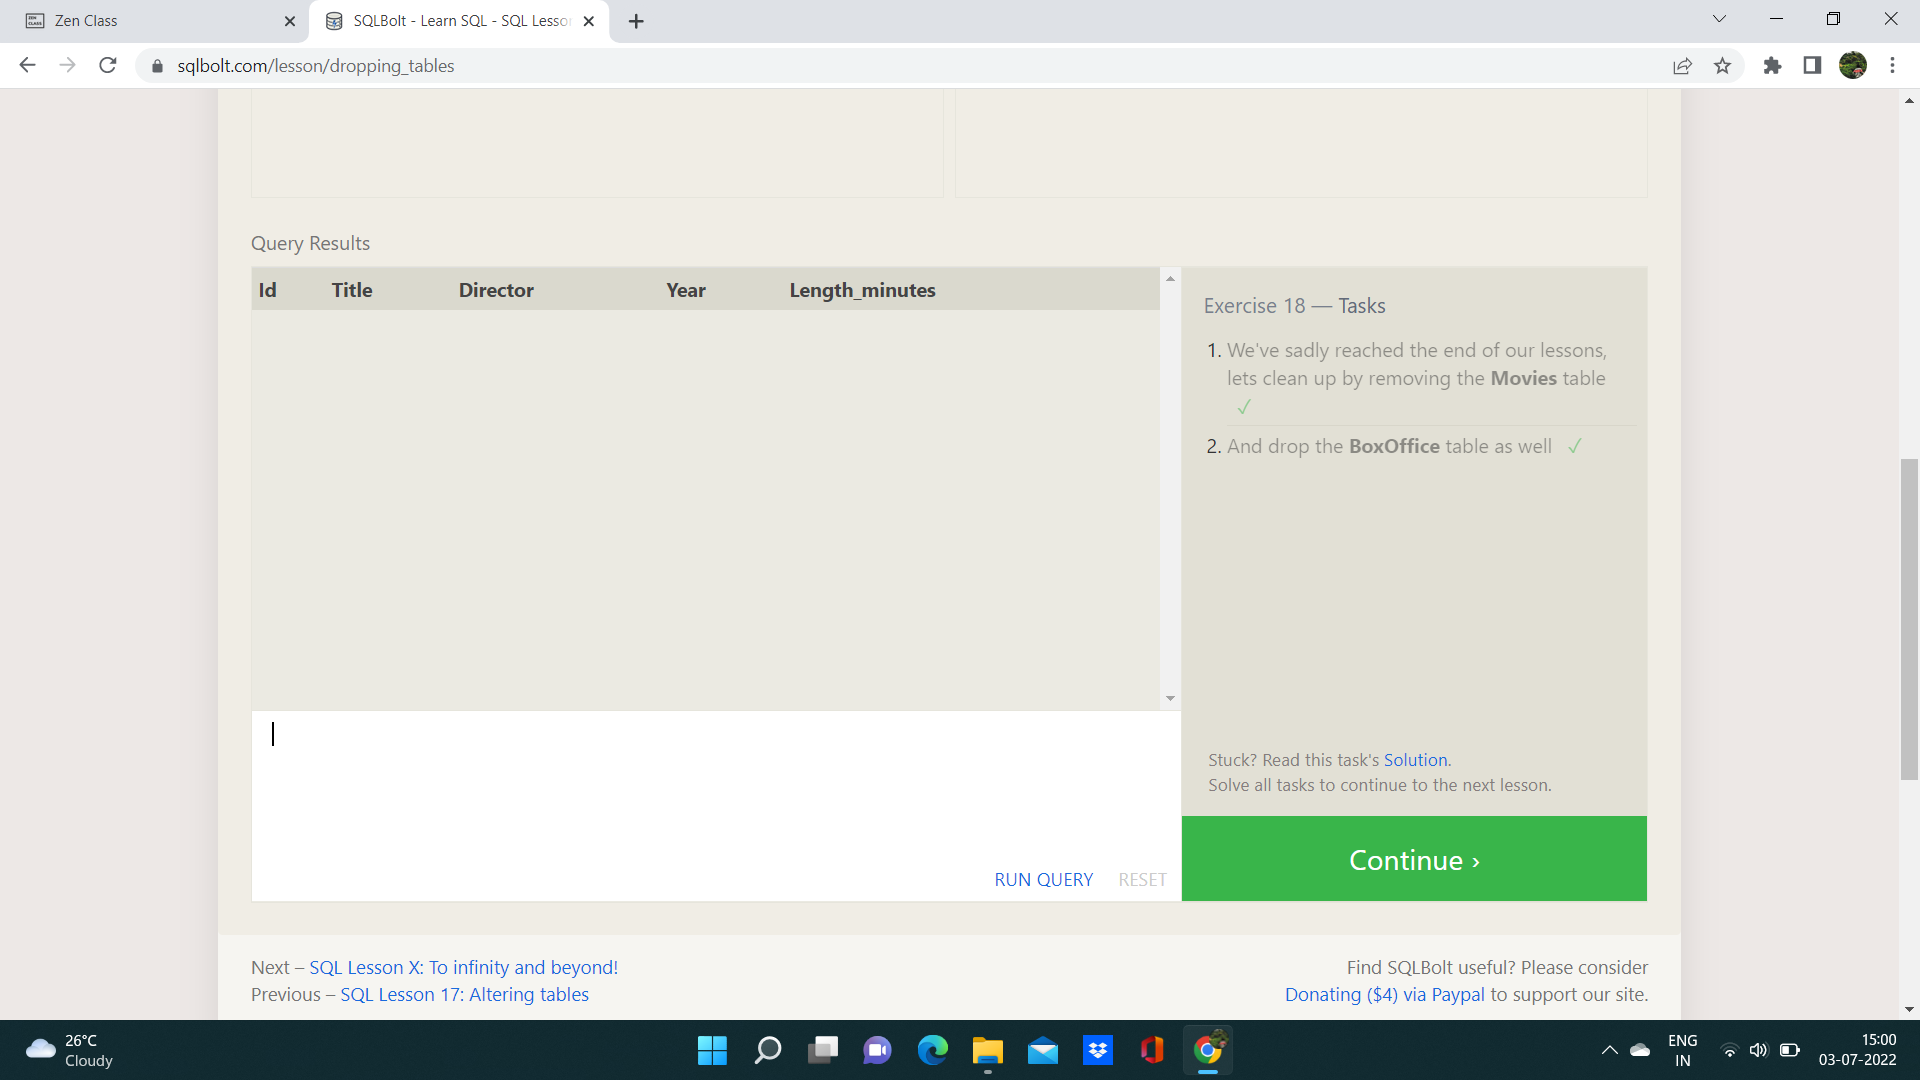 Zen Class
SQLBolt - Learn SQL - SQL Lesso
sqlbolt.com/lesson/dropping_tables
Query Results
Id Title Director Year Length_minutes
Exercise 18 — Tasks
1. We've sadly reached the end of our lessons,
lets clean up by removing the Movies table
✓
2. And drop the BoxOffice table as well ✓
Stuck? Read this task's Solution.
Solve all tasks to continue to the next lesson.
RUN QUERY RESET
Continue ›
Next – SQL Lesson X: To infinity and beyond!
Previous – SQL Lesson 17: Altering tables
Find SQLBolt useful? Please consider
Donating ($4) via Paypal to support our site.
26°C
Cloudy
ENG
IN
15:00
03-07-2022